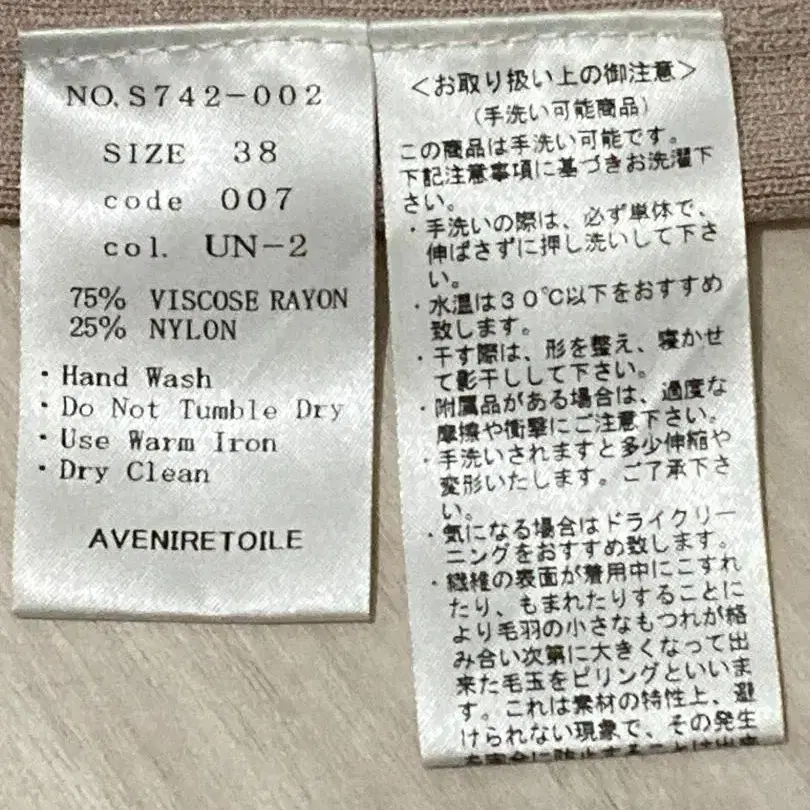 NO.S742-002
SIZE 38
code 007
col. UN-2
75% VISCOSE RAYON
25% NYLON
・Hand Wash
・Do Not Tumble Dry
・Use Warm Iron
・Dry Clean
AVENIRETOILE
＜お取り扱い上の御注意＞
(手洗い可能商品)
この商品は手洗い可能です。
下記注意事項に基づきお洗濯下
さい。
・手洗いの際は、必ず単体で、
伸ばさずに押し洗いして下さ
い。
・水温は30℃以下をおすすめ
致します。
・干す際は、形を整え、寝かせ
て影干しして下さい。
・附属品がある場合は、過度な
摩擦や衝撃にご注意下さい。
・手洗いされますと多少伸縮や
変形いたします。ご了承下さ
い。
・気になる場合はドライクリー
ニングをおすすめ致します。
・繊維の表面が着用中にこすれ
たり、もまれたりすることに
より毛羽の小さなもつれが絡
み合い次第に大きくなって出
来た毛玉をピリングといいま
す。これは素材の特性上、避
けられない現象で、その発生
を完全に防止することは出来